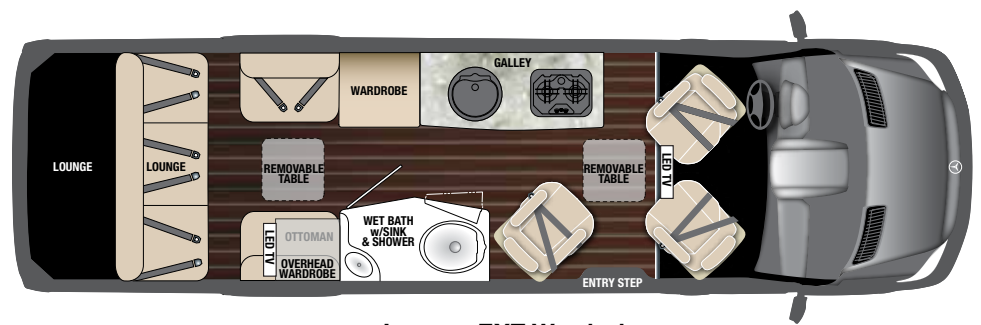 GALLEY
WARDROBE
LOUNGE
LOUNGE
REMOVABLE
TABLE
REMOVABLE
TABLE
LED TV
WET BATH
w/SINK
& SHOWER
OTTOMAN
LED TV
OVERHEAD
WARDROBE
ENTRY STEP